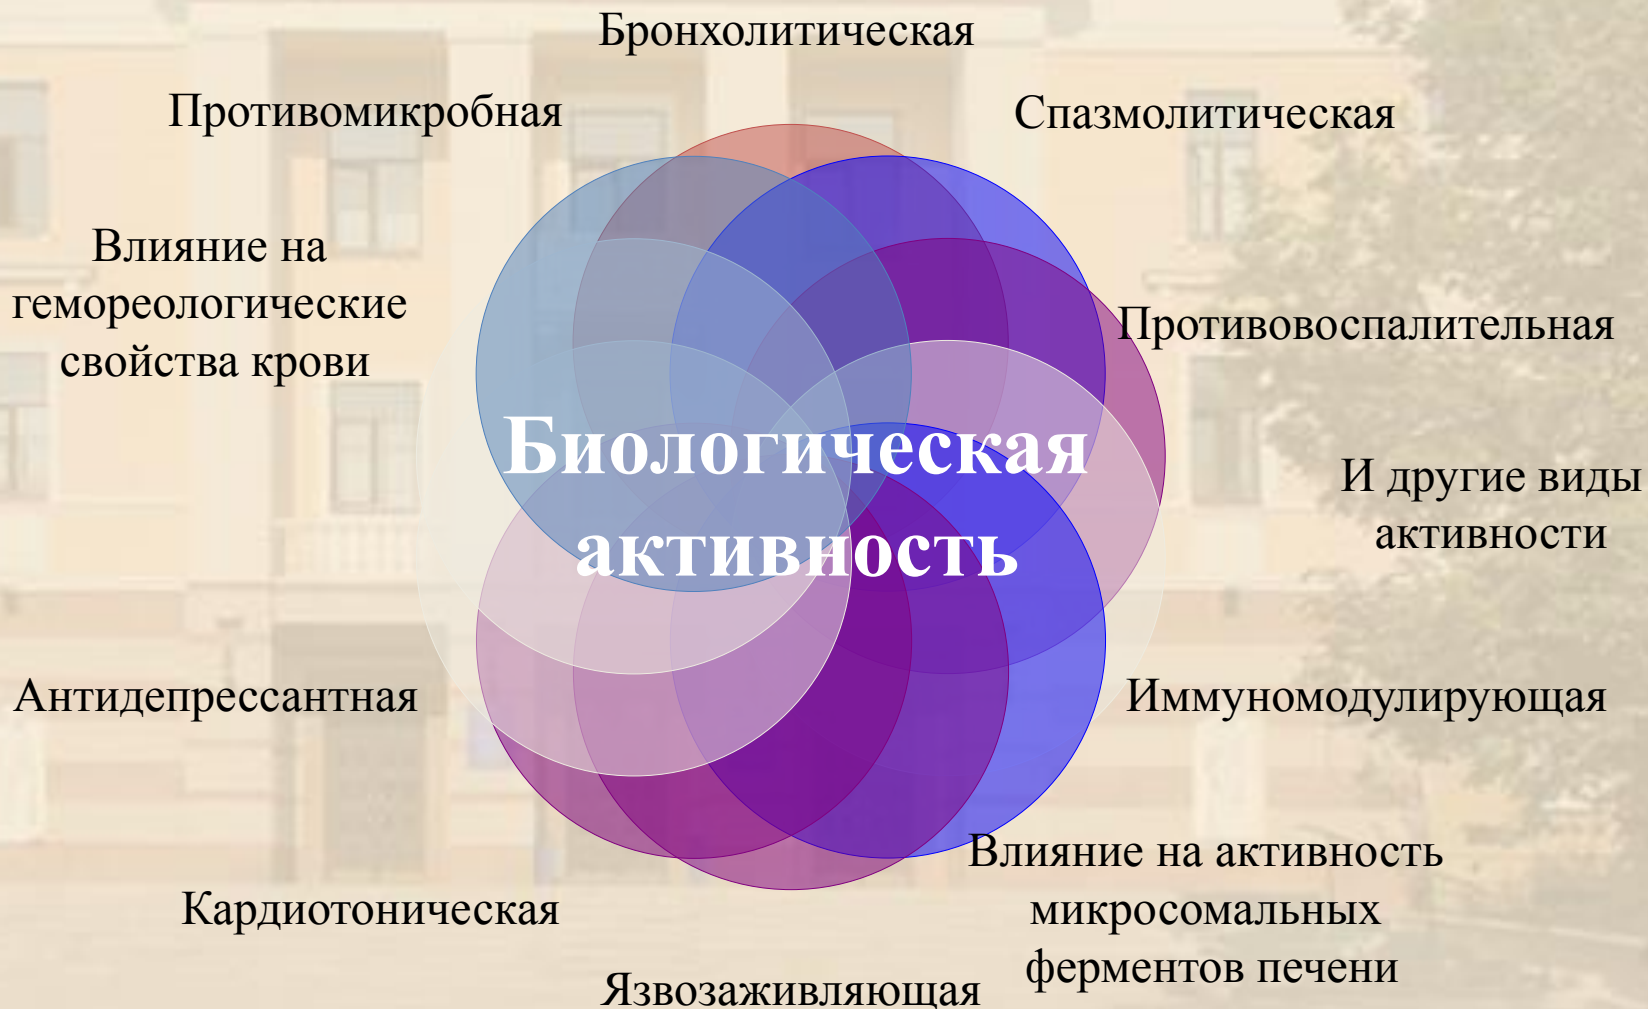 Бронхолитическая
Противомикробная
Спазмолитическая
Влияние на
гемореологические
свойства крови
Противовоспалительная
Биологическая
активность
И другие виды
активности
Антидепрессантная
Иммуномодулирующая
Влияние на активность
микросомальных
ферментов печени
Кардиотоническая
Язвозаживляющая